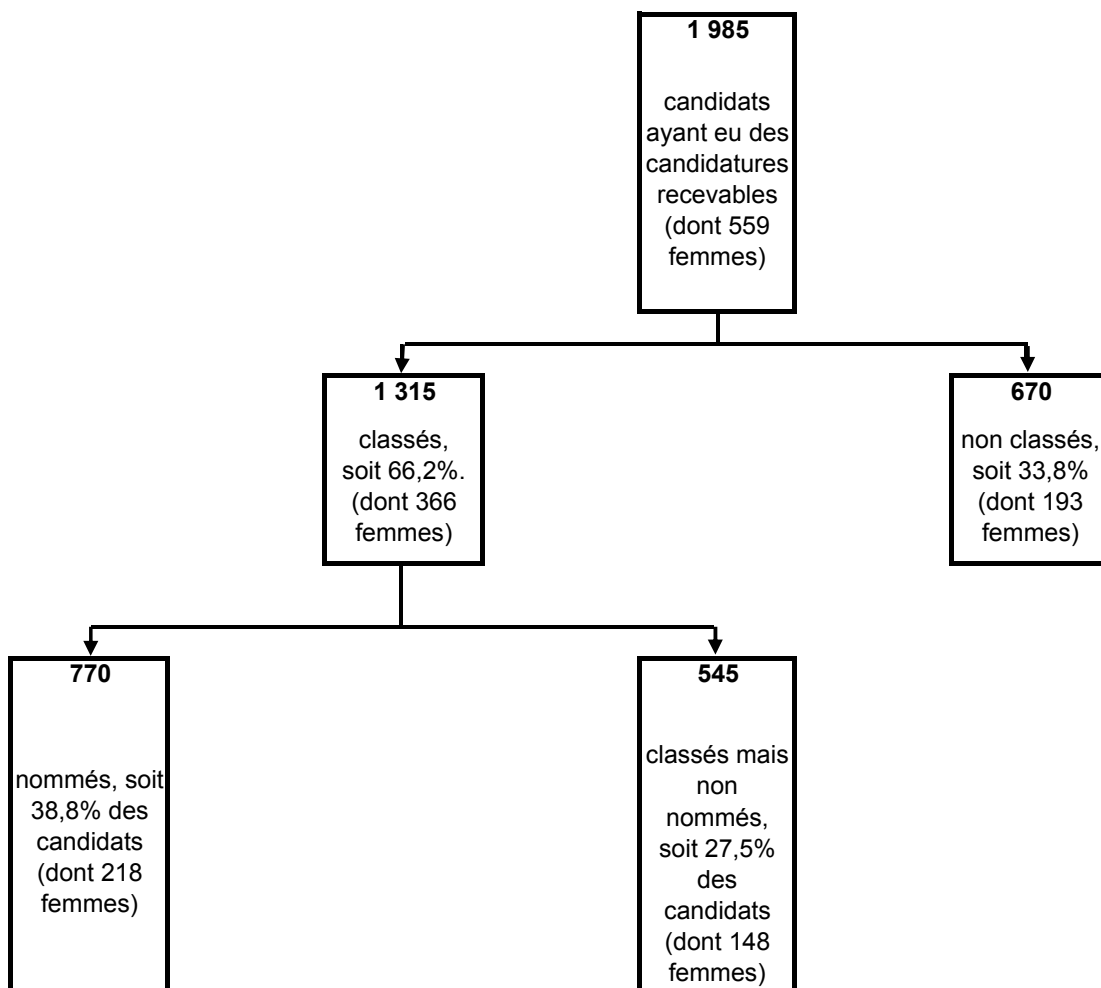 1 985
candidats
ayant eu des
candidatures
recevables
(dont 559
femmes)
1 315
classés,
soit 66,2%.
(dont 366
femmes)
670
non classés,
soit 33,8%
(dont 193
femmes)
770
nommés, soit
38,8% des
candidats
(dont 218
femmes)
545
classés mais
non
nommés,
soit 27,5%
des
candidats
(dont 148
femmes)